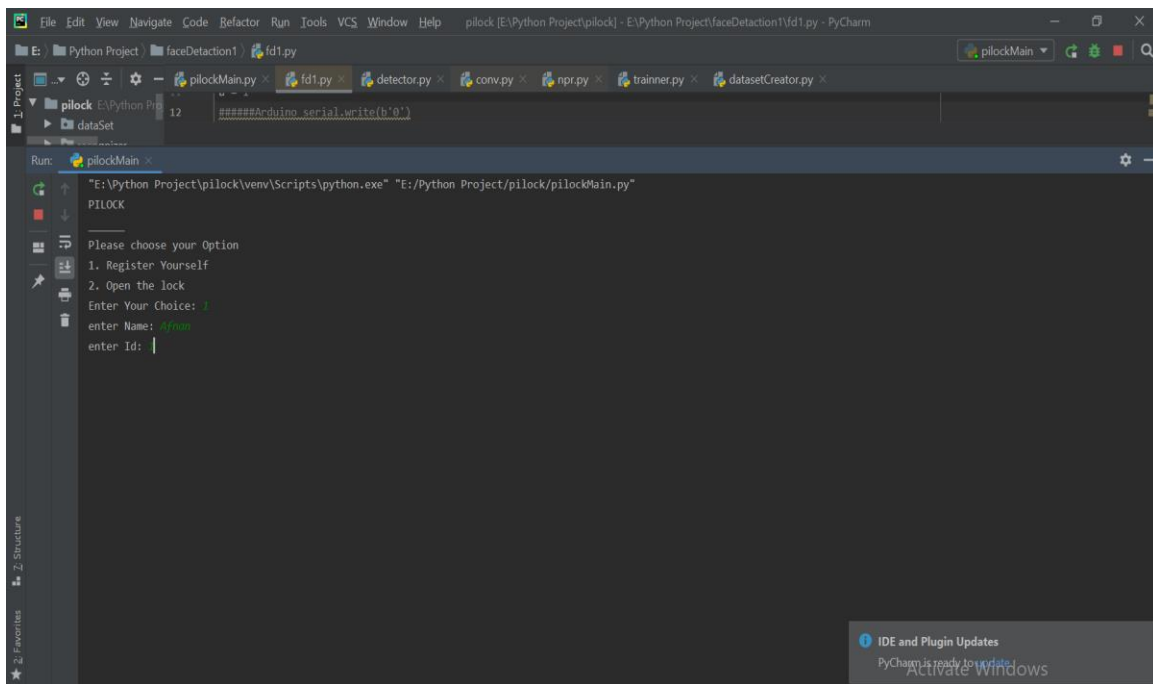 File Edit View Navigate Code Refactor Run Tools VCS Window Help pilock [E:\Python Project\pilock] - E:\Python Project\faceDetaction1\fd1.py - PyCharm
E: Python Project faceDetaction1 fd1.py pilockMain
1: Project pilockMain.py fd1.py detector.py conv.py npr.py trainner.py datasetCreator.py
pilock E:\Python Pro
12 ######Arduino_serial.write(b'0')
dataSet
Run: pilockMain
"E:\Python Project\pilock\venv\Scripts\python.exe" "E:/Python Project/pilock/pilockMain.py"
PILOCK
______
Please choose your Option
1. Register Yourself
2. Open the lock
Enter Your Choice: 1
enter Name: Afnan
enter Id: 1
Z: Structure
2: Favorites
IDE and Plugin Updates
PyCharm is ready to update.
Activate Windows